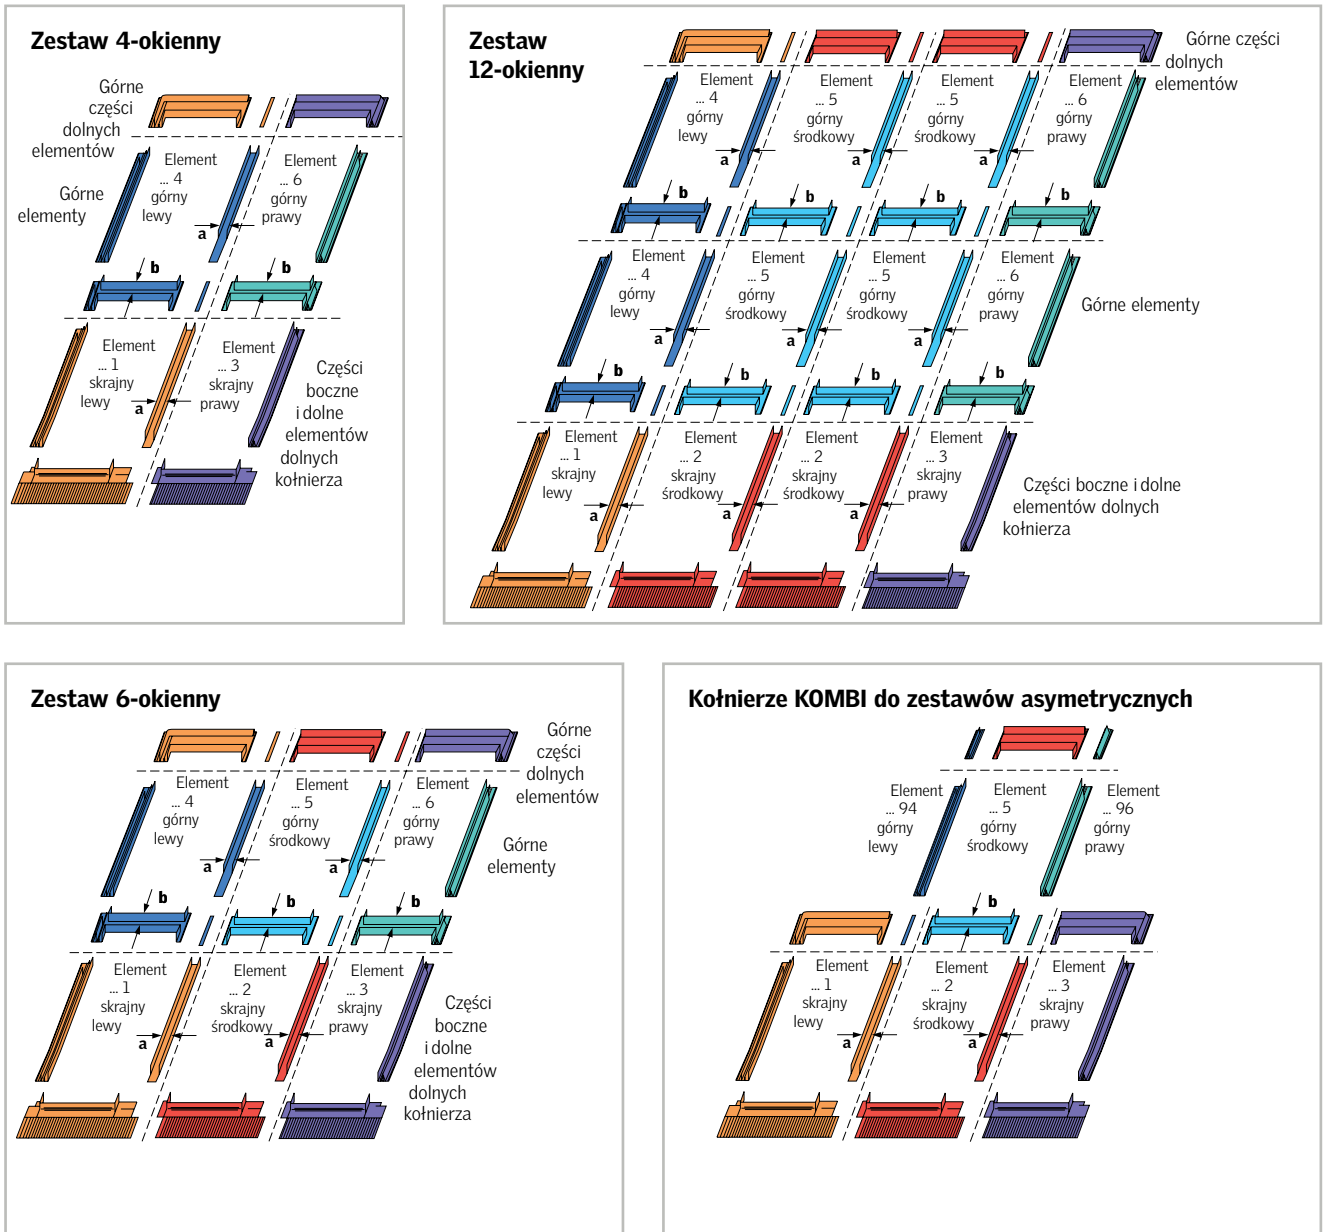 Zestaw 4-okienny
Górne
części
dolnych
elementów
Górne
elementy
Element
... 4
górny
lewy
Element
... 6
górny
prawy
a
b
b
Element
... 1
skrajny
lewy
Element
... 3
skrajny
prawy
a
Części
boczne
i dolne
elementów
dolnych
kołnierza
Zestaw
12-okienny
Górne części
dolnych
elementów
Element
... 4
górny
lewy
Element
... 5
górny
środkowy
Element
... 5
górny
środkowy
Element
... 6
górny
prawy
a
a
a
b
b
b
b
Element
... 4
górny
lewy
Element
... 5
górny
środkowy
Element
... 5
górny
środkowy
Element
... 6
górny
prawy
Górne elementy
a
a
a
b
b
b
b
Element
... 1
skrajny
lewy
Element
... 2
skrajny
środkowy
Element
... 2
skrajny
środkowy
Element
... 3
skrajny
prawy
a
a
a
Części boczne i dolne
elementów dolnych
kołnierza
Zestaw 6-okienny
Górne
części
dolnych
elementów
Element
... 4
górny
lewy
Element
... 5
górny
środkowy
Element
... 6
górny
prawy
Górne
elementy
a
a
b
b
b
Element
... 1
skrajny
lewy
Element
... 2
skrajny
środkowy
Element
... 3
skrajny
prawy
a
a
Części
boczne
i dolne
elementów
dolnych
kołnierza
Kołnierze KOMBI do zestawów asymetrycznych
Element
... 94
górny
lewy
Element
... 5
górny
środkowy
Element
... 96
górny
prawy
b
Element
... 1
skrajny
lewy
Element
... 2
skrajny
środkowy
Element
... 3
skrajny
prawy
a
a